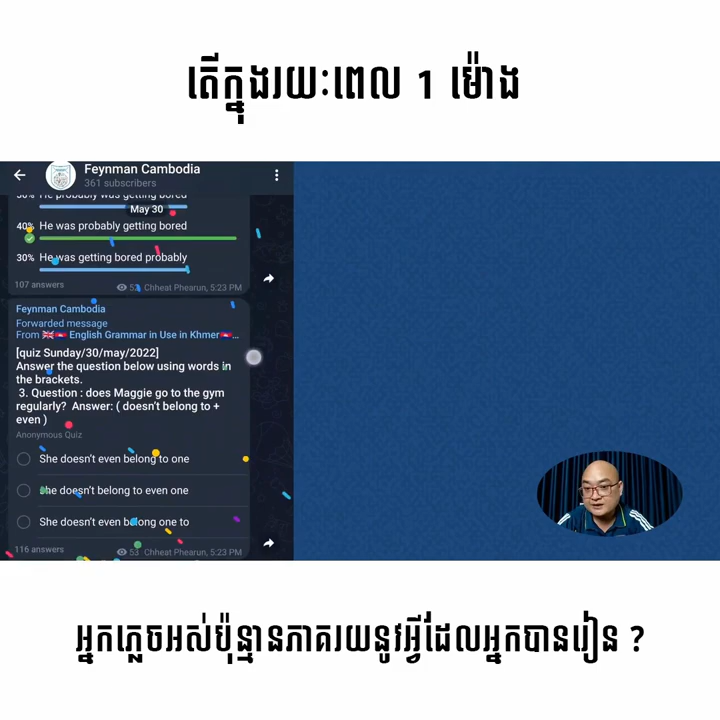 តើក្នុងរយៈពេល 1 ម៉ោង
Feynman Cambodia
361 subscribers
30% He probably was getting bored
May 30
40% He was probably getting bored
30% He was getting bored probably
107 answers
52 Chheat Phearun, 5:23 PM
Feynman Cambodia
Forwarded message
From 🇬🇧🇰🇭 English Grammar in Use in Khmer🇰🇭...
[quiz Sunday/30/may/2022]
Answer the question below using words in
the brackets.
3. Question : does Maggie go to the gym
regularly? Answer: ( doesn’t belong to +
even )
Anonymous Quiz
She doesn’t even belong to one
She doesn’t belong to even one
She doesn’t even belong one to
116 answers
53 Chheat Phearun, 5:23 PM
អ្នកភ្លេចអស់ប៉ុន្មានភាគរយនូវអ្វីដែលអ្នកបានរៀន ?